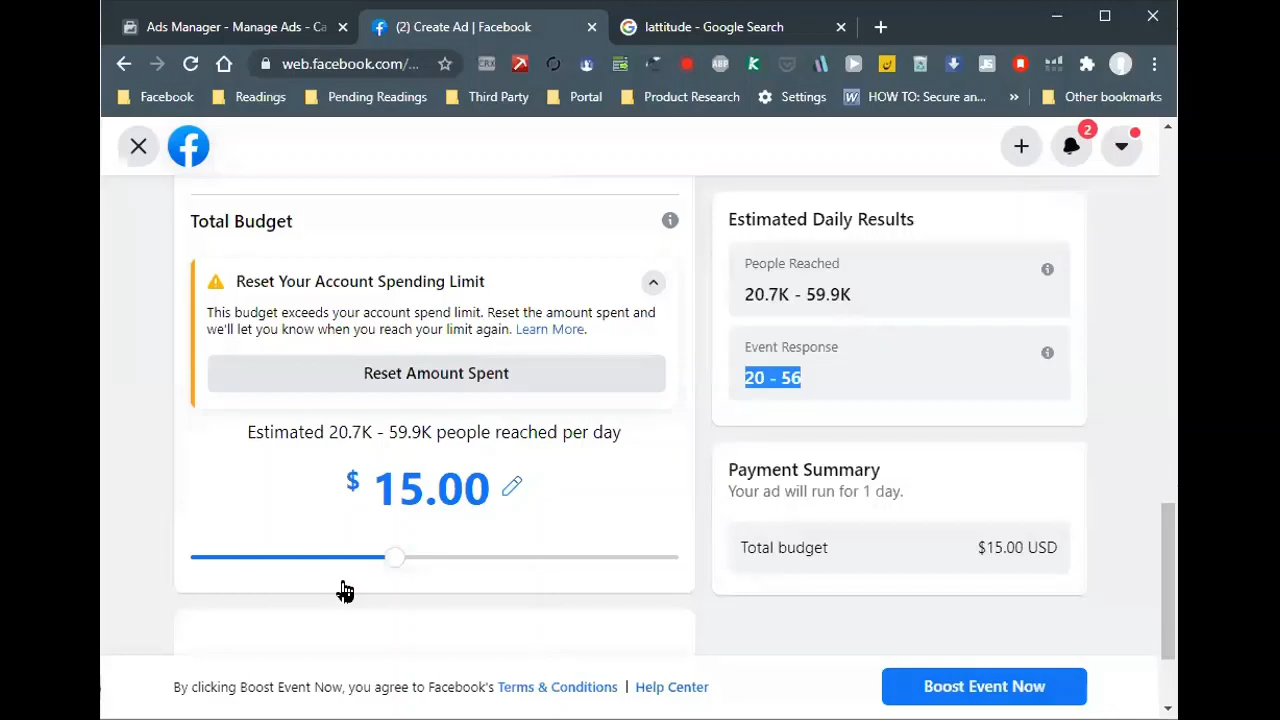 Ads Manager - Manage Ads - Ca
(2) Create Ad | Facebook
lattitude - Google Search
web.facebook.com/...
Facebook
Readings
Pending Readings
Third Party
Portal
Product Research
Settings
HOW TO: Secure an...
»
Other bookmarks
2
Total Budget
Reset Your Account Spending Limit
This budget exceeds your account spend limit. Reset the amount spent and
we'll let you know when you reach your limit again. Learn More.
Reset Amount Spent
Estimated 20.7K - 59.9K people reached per day
$ 15.00
Estimated Daily Results
People Reached
20.7K - 59.9K
Event Response
20 - 56
Payment Summary
Your ad will run for 1 day.
Total budget $15.00 USD
By clicking Boost Event Now, you agree to Facebook's Terms & Conditions | Help Center
Boost Event Now